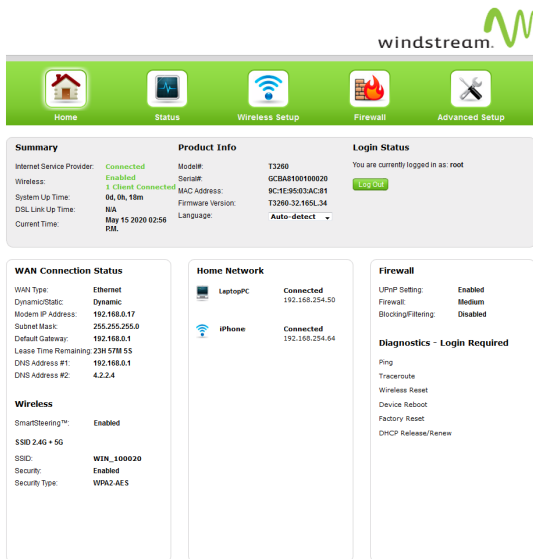 windstream.
Home Status Wireless Setup Firewall Advanced Setup
Summary
Internet Service Provider: Connected
Wireless: Enabled
1 Client Connected
System Up Time: 0d, 0h, 18m
DSL Link Up Time: N/A
Current Time: May 15 2020 02:56
P.M.
Product Info
Model#: T3260
Serial#: GCBA8100100020
MAC Address: 9C:1E:95:03:AC:81
Firmware Version: T3260-32.165L.34
Language: Auto-detect
Login Status
You are currently logged in as: root
Log Out
WAN Connection Status
WAN Type: Ethernet
Dynamic/Static: Dynamic
Modem IP Address: 192.168.0.17
Subnet Mask: 255.255.255.0
Default Gateway: 192.168.0.1
Lease Time Remaining: 23H 57M 5S
DNS Address #1: 192.168.0.1
DNS Address #2: 4.2.2.4
Wireless
SmartSteering™: Enabled
SSID 2.4G + 5G
SSID: WIN_100020
Security: Enabled
Security Type: WPA2-AES
Home Network
LaptopPC Connected
192.168.254.50
iPhone Connected
192.168.254.64
Firewall
UPnP Setting: Enabled
Firewall: Medium
Blocking/Filtering: Disabled
Diagnostics - Login Required
Ping
Traceroute
Wireless Reset
Device Reboot
Factory Reset
DHCP Release/Renew